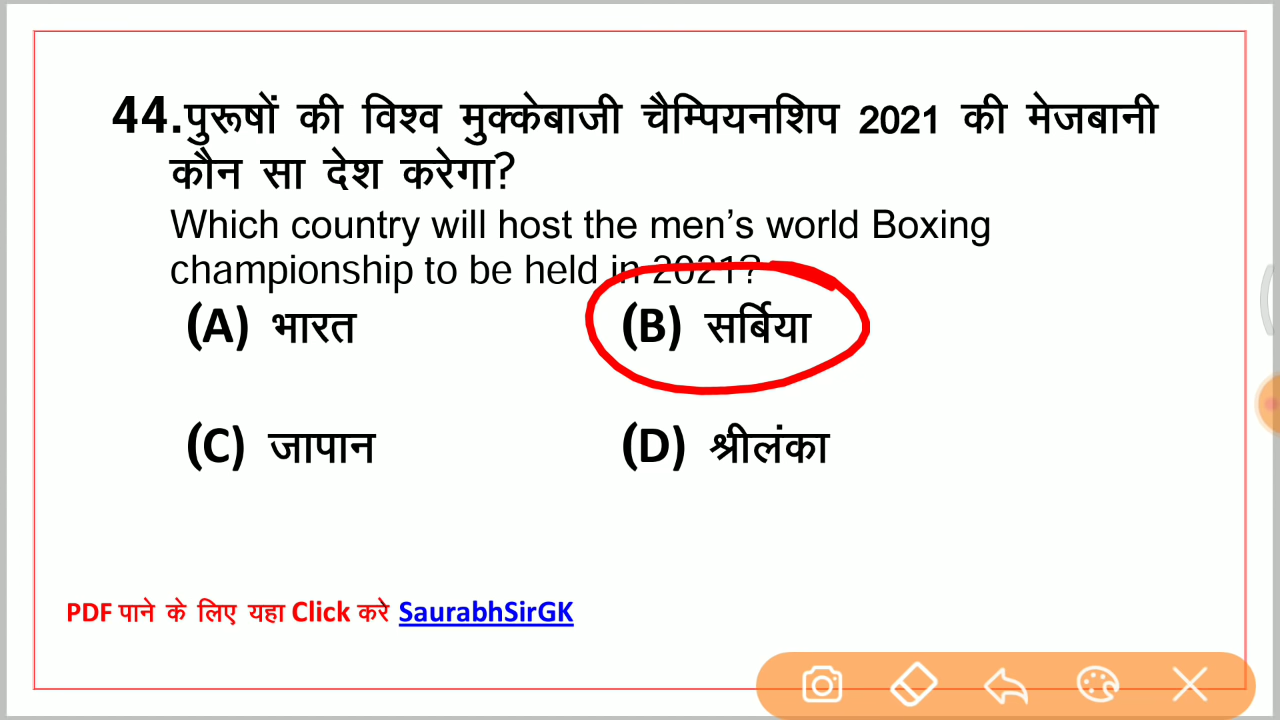 44.पुरूषों की विश्व मुक्केबाजी चैम्पियनशिप 2021 की मेजबानी
कौन सा देश करेगा?
Which country will host the men’s world Boxing
championship to be held in 2021?
(A) भारत (B) सर्बिया
(C) जापान (D) श्रीलंका
PDF पाने के लिए यहा Click करे SaurabhSirGK